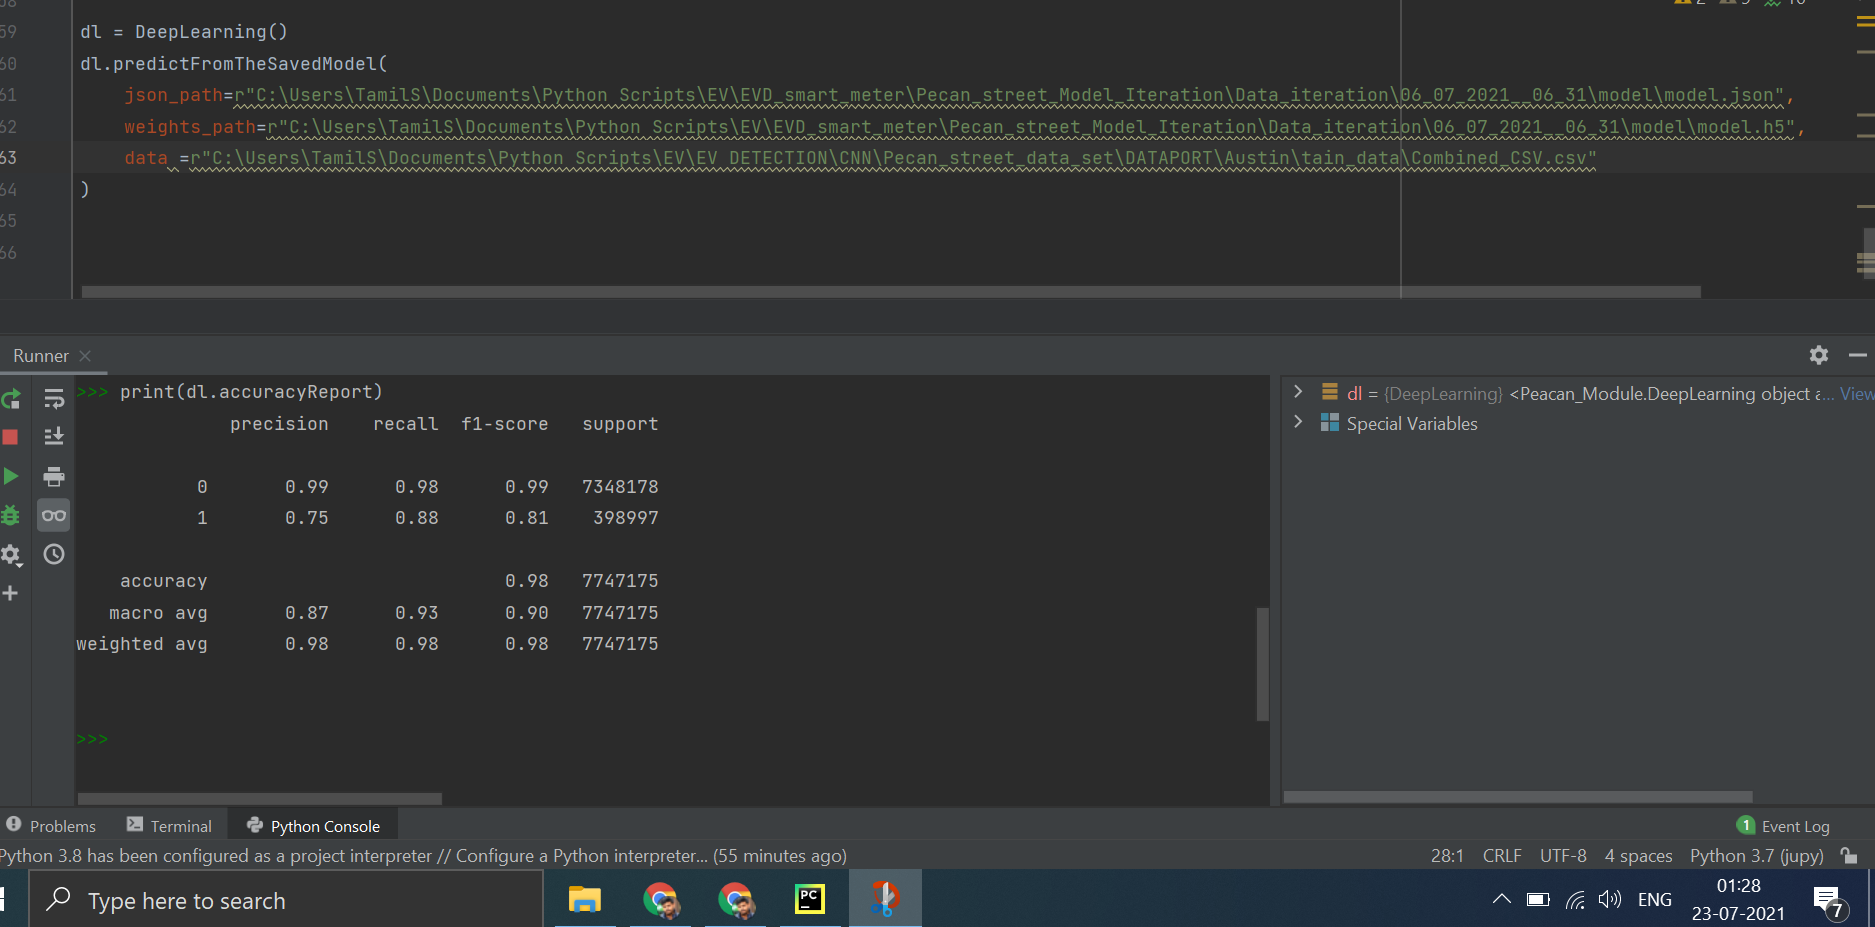 59 dl = DeepLearning()
60 dl.predictFromTheSavedModel(
61 json_path=r"C:\Users\TamilS\Documents\Python Scripts\EV\EVD_smart_meter\Pecan_street_Model_Iteration\Data_iteration\06_07_2021__06_31\model\model.json",
62 weights_path=r"C:\Users\TamilS\Documents\Python Scripts\EV\EVD_smart_meter\Pecan_street_Model_Iteration\Data_iteration\06_07_2021__06_31\model\model.h5",
63 data =r"C:\Users\TamilS\Documents\Python Scripts\EV\EV DETECTION\CNN\Pecan_street_data_set\DATAPORT\Austin\tain_data\Combined_CSV.csv"
64 )
65
66
Runner
>>> print(dl.accuracyReport)
precision recall f1-score support
0 0.99 0.98 0.99 7348178
1 0.75 0.88 0.81 398997
accuracy 0.98 7747175
macro avg 0.87 0.93 0.90 7747175
weighted avg 0.98 0.98 0.98 7747175
>>>
dl = {DeepLearning} <Peacan_Module.DeepLearning object a... View
Special Variables
Problems Terminal Python Console 1 Event Log
Python 3.8 has been configured as a project interpreter // Configure a Python interpreter... (55 minutes ago) 28:1 CRLF UTF-8 4 spaces Python 3.7 (jupy)
Type here to search PC ENG 01:28
23-07-2021 7